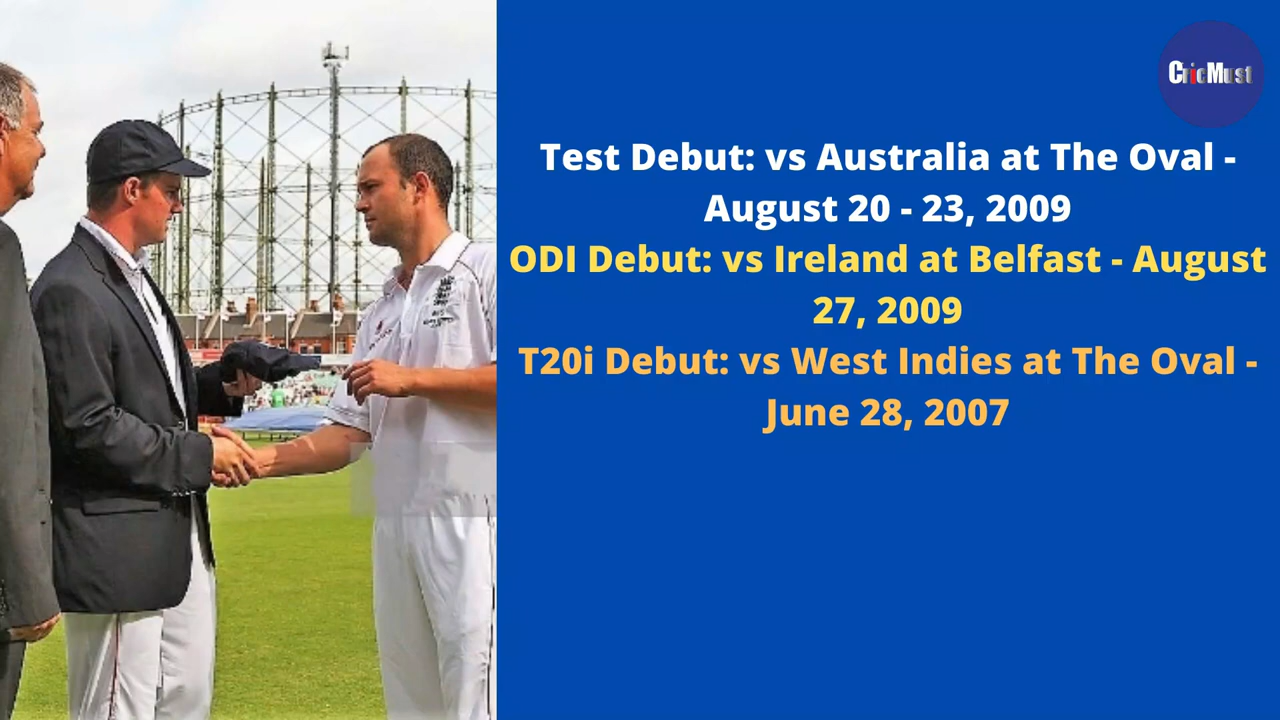 CricMust
Test Debut: vs Australia at The Oval -
August 20 - 23, 2009
ODI Debut: vs Ireland at Belfast - August
27, 2009
T20i Debut: vs West Indies at The Oval -
June 28, 2007